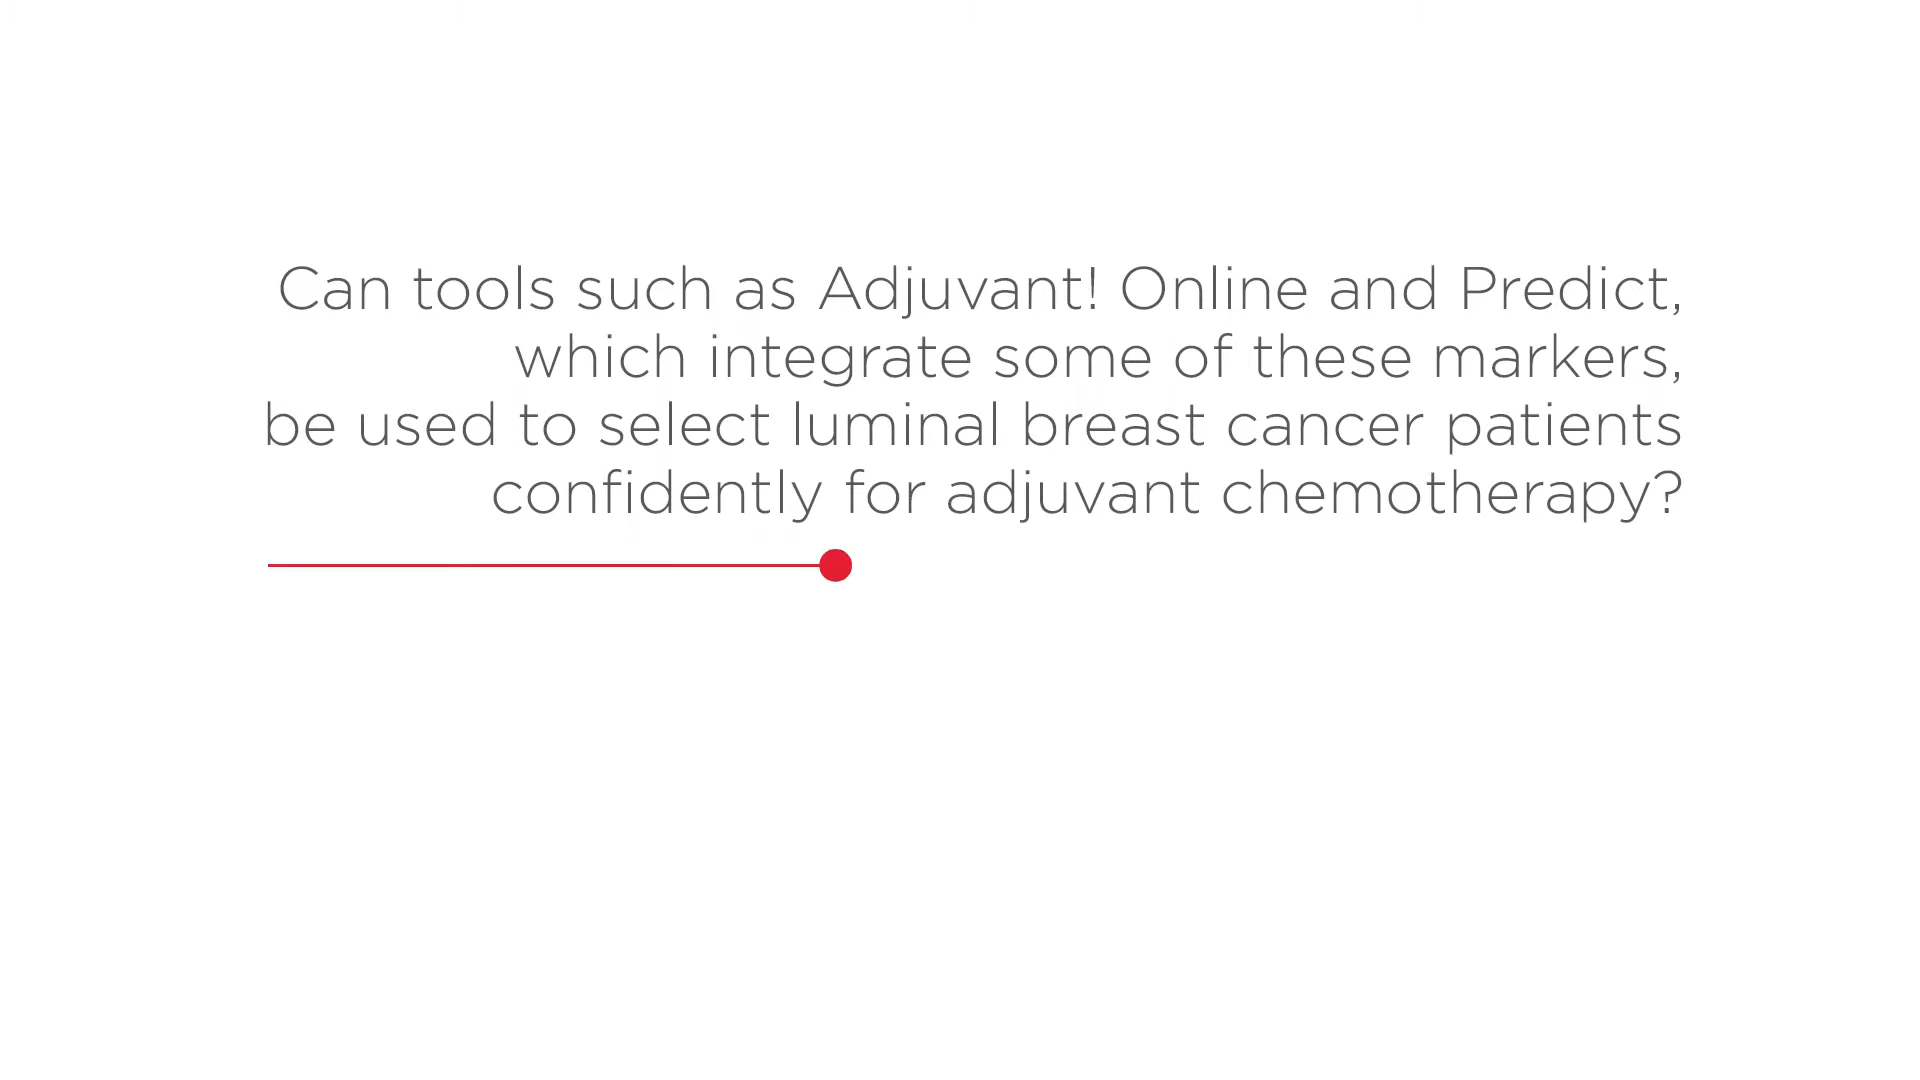 Can tools such as Adjuvant! Online and Predict,
which integrate some of these markers,
be used to select luminal breast cancer patients
confidently for adjuvant chemotherapy?